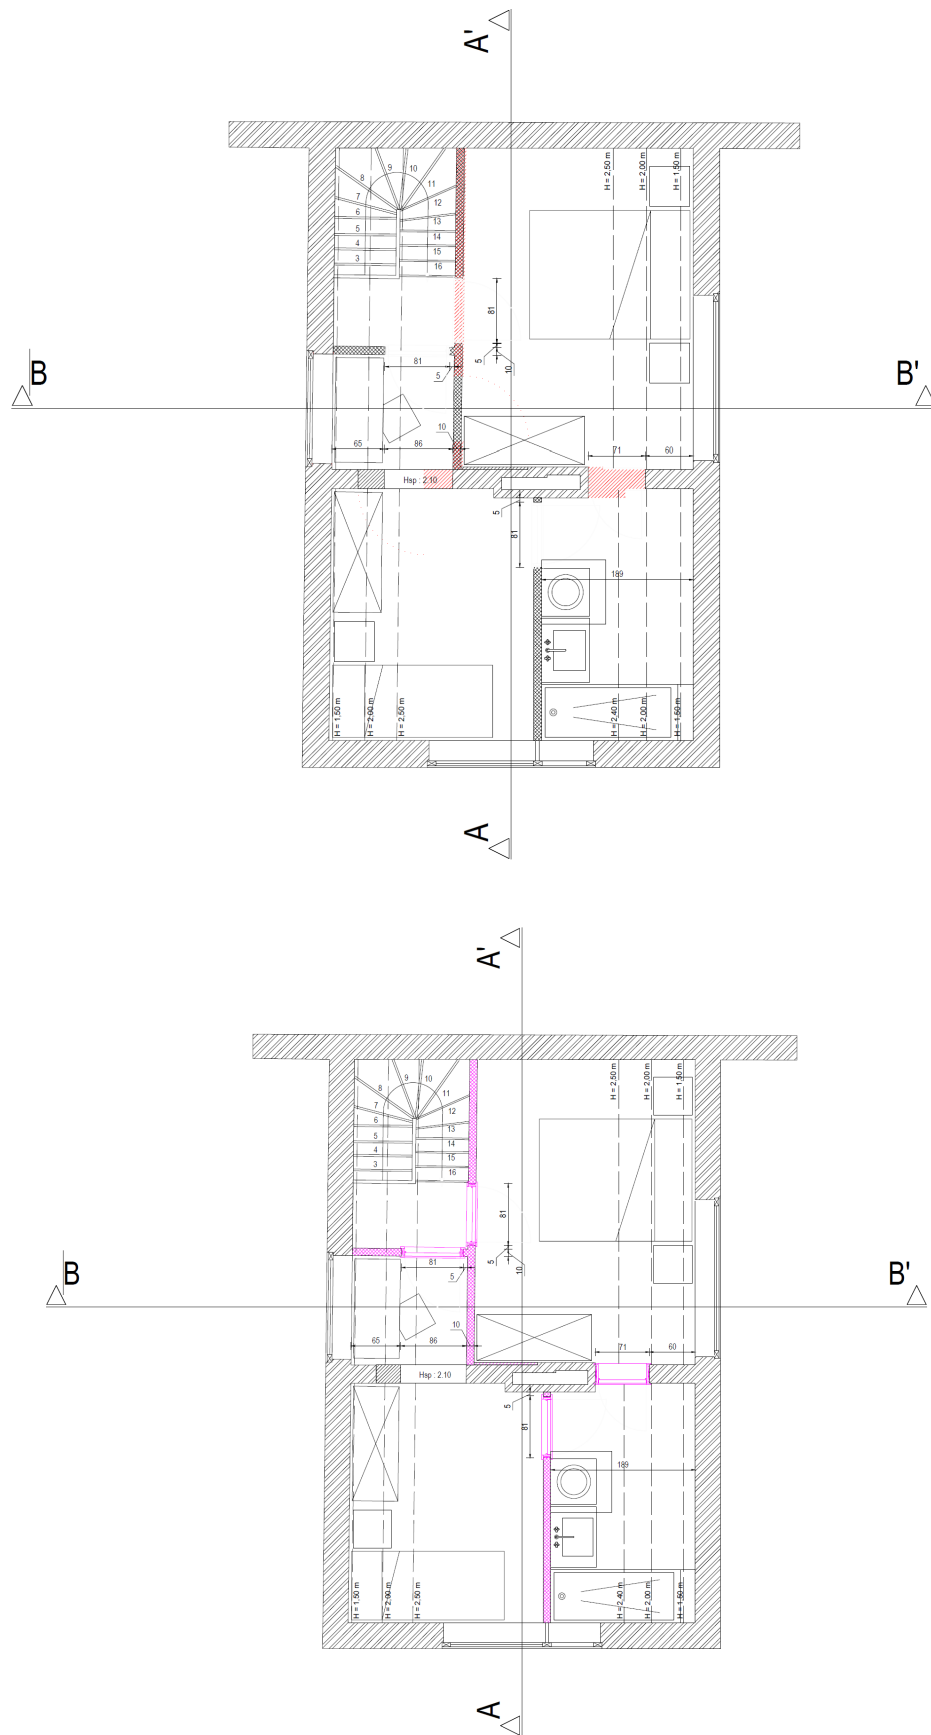 A'
H = 2,50 m
H = 2,00 m
H = 1,50 m
9
10
8
11
7
12
6
13
5
14
4
15
3
16
81
B
B'
81
5
5
10
10
65
86
71
60
Hsp : 2.10
5
81
189
H = 1,50 m
H = 2,00 m
H = 2,50 m
H = 2,40 m
H = 2,00 m
H = 1,50 m
A
A'
H = 2,50 m
H = 2,00 m
H = 1,50 m
9
10
8
11
7
12
6
13
5
14
4
15
3
16
81
B
B'
81
5
5
10
10
65
86
71
60
Hsp : 2.10
5
81
189
H = 1,50 m
H = 2,00 m
H = 2,50 m
H = 2,40 m
H = 2,00 m
H = 1,50 m
A